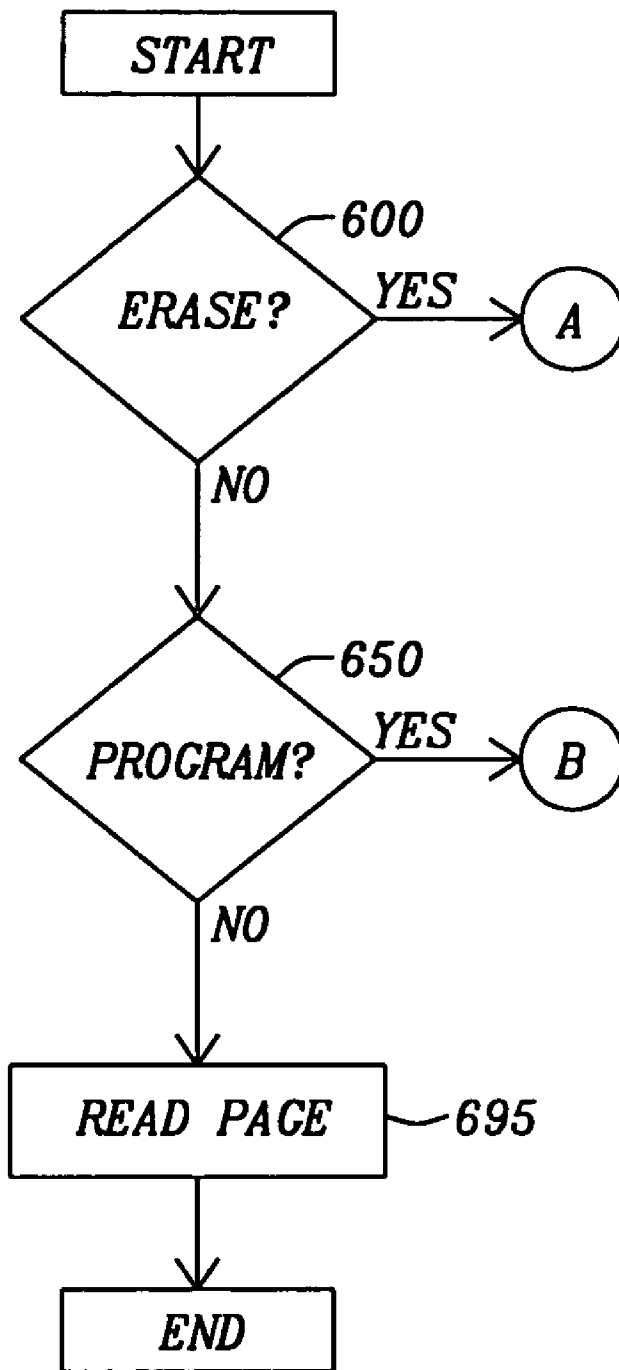 START
600
ERASE?
YES
A
NO
650
PROGRAM?
YES
B
NO
READ PAGE
695
END